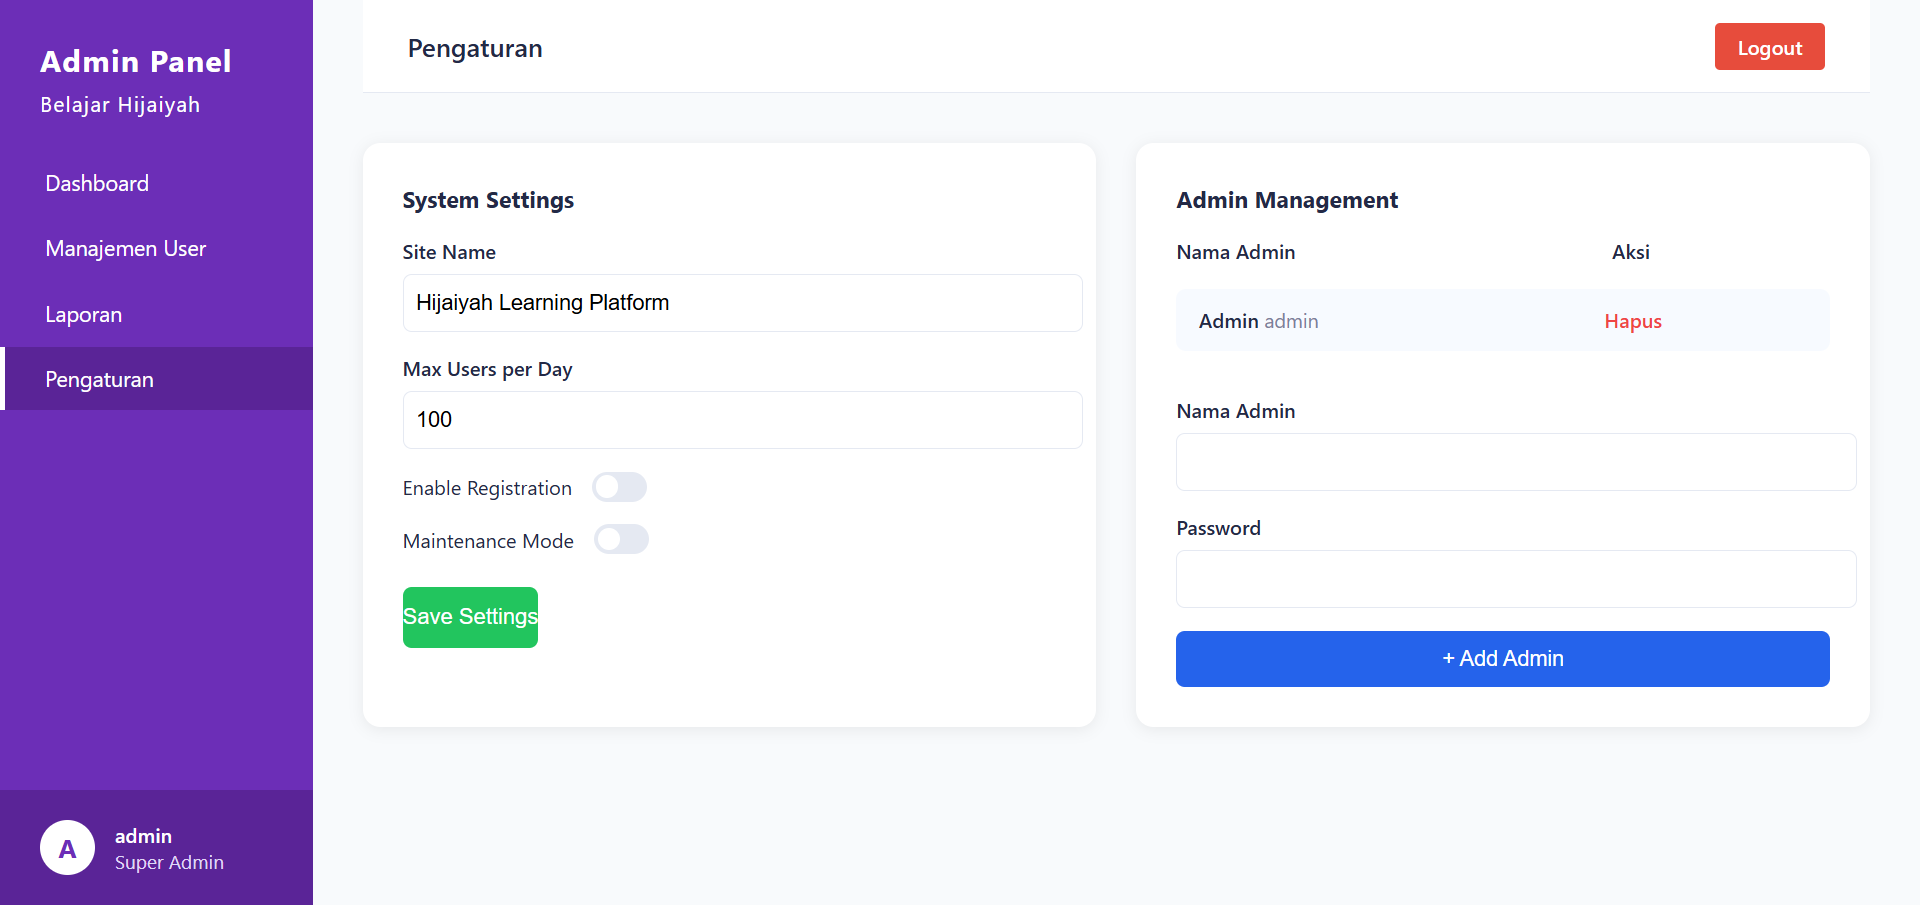 Admin Panel
Belajar Hijaiyah
Dashboard
Manajemen User
Laporan
Pengaturan
A
admin
Super Admin
Pengaturan
Logout
System Settings
Site Name
Hijaiyah Learning Platform
Max Users per Day
100
Enable Registration
Maintenance Mode
Save Settings
Admin Management
Nama Admin Aksi
Admin admin Hapus
Nama Admin
Password
+ Add Admin